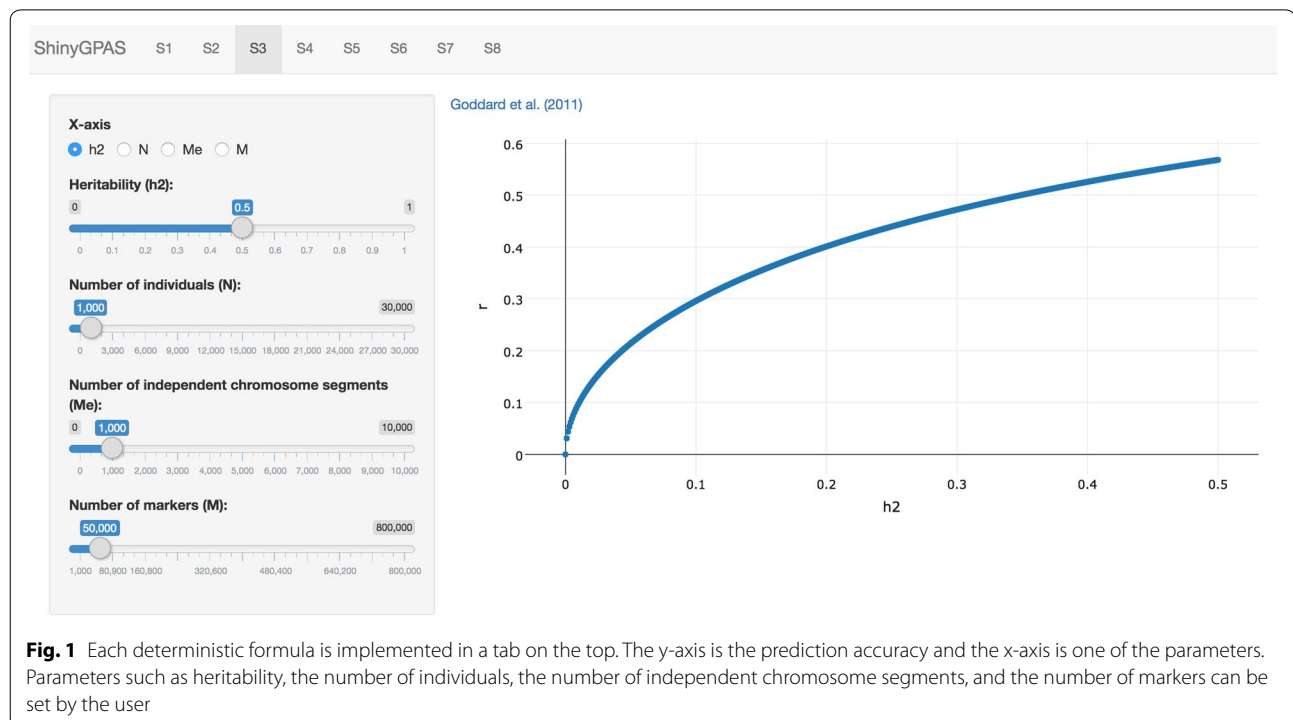 ShinyGPAS S1 S2 S3 S4 S5 S6 S7 S8
X-axis
h2 N Me M
Heritability (h2):
0 0.5 1
0 0.1 0.2 0.3 0.4 0.5 0.6 0.7 0.8 0.9 1
Number of individuals (N):
1,000 30,000
0 3,000 6,000 9,000 12,000 15,000 18,000 21,000 24,000 27,000 30,000
Number of independent chromosome segments
(Me):
0 1,000 10,000
0 1,000 2,000 3,000 4,000 5,000 6,000 7,000 8,000 9,000 10,000
Number of markers (M):
50,000 800,000
1,000 80,900 160,800 320,600 480,400 640,200 800,000
Goddard et al. (2011)
0.6
0.5
0.4
0.3
0.2
0.1
0
r
0 0.1 0.2 0.3 0.4 0.5
h2
Fig. 1 Each deterministic formula is implemented in a tab on the top. The y-axis is the prediction accuracy and the x-axis is one of the parameters.
Parameters such as heritability, the number of individuals, the number of independent chromosome segments, and the number of markers can be
set by the user